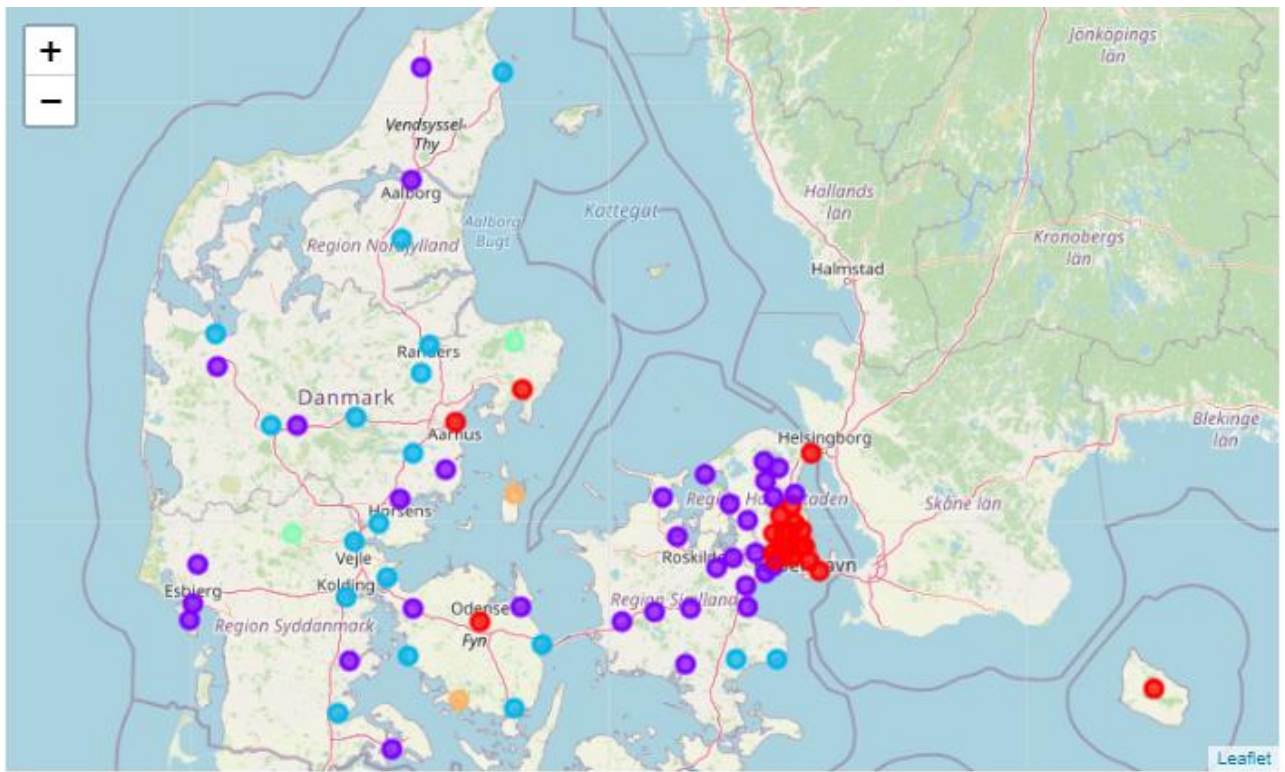 +
−
Jönköpings
län
Vendsyssel-
Thy
Aalborg
Aalborg
Bugt
Kattegat
Hallands
län
Kronobergs
län
Region Nordjylland
Halmstad
Randers
Danmark
Aarhus
Helsingborg
Blekinge
län
Skåne län
Horsens
Vejle
Roskilde
Esbjerg
Kolding
Odense
Region Sjælland
Region Syddanmark
Fyn
Leaflet